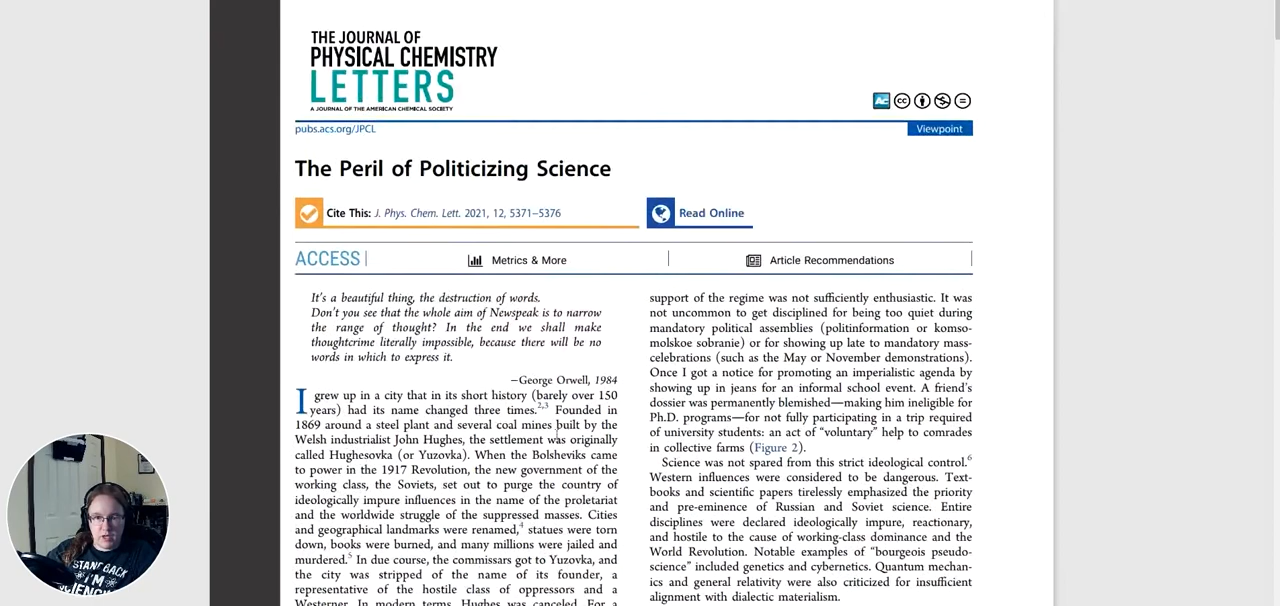 THE JOURNAL OF
PHYSICAL CHEMISTRY
LETTERS
A JOURNAL OF THE AMERICAN CHEMICAL SOCIETY
pubs.acs.org/JPCL
Viewpoint
The Peril of Politicizing Science
Cite This: J. Phys. Chem. Lett. 2021, 12, 5371–5376
Read Online
ACCESS
Metrics & More
Article Recommendations
It's a beautiful thing, the destruction of words.
Don't you see that the whole aim of Newspeak is to narrow
the range of thought? In the end we shall make
thoughtcrime literally impossible, because there will be no
words in which to express it.
—George Orwell, 1984
I grew up in a city that in its short history (barely over 150
years) had its name changed three times.2,3 Founded in
1869 around a steel plant and several coal mines built by the
Welsh industrialist John Hughes, the settlement was originally
called Hughesovka (or Yuzovka). When the Bolsheviks came
to power in the 1917 Revolution, the new government of the
working class, the Soviets, set out to purge the country of
ideologically impure influences in the name of the proletariat
and the worldwide struggle of the suppressed masses. Cities
and geographical landmarks were renamed,4 statues were torn
down, books were burned, and many millions were jailed and
murdered.5 In due course, the commissars got to Yuzovka, and
the city was stripped of the name of its founder, a
representative of the hostile class of oppressors and a
Westerner. In modern terms, Hughes was canceled. For a
support of the regime was not sufficiently enthusiastic. It was
not uncommon to get disciplined for being too quiet during
mandatory political assemblies (politinformation or komso-
molskoe sobranie) or for showing up late to mandatory mass-
celebrations (such as the May or November demonstrations).
Once I got a notice for promoting an imperialistic agenda by
showing up in jeans for an informal school event. A friend's
dossier was permanently blemished—making him ineligible for
Ph.D. programs—for not fully participating in a trip required
of university students: an act of "voluntary" help to comrades
in collective farms (Figure 2).
Science was not spared from this strict ideological control.6
Western influences were considered to be dangerous. Text-
books and scientific papers tirelessly emphasized the priority
and pre-eminence of Russian and Soviet science. Entire
disciplines were declared ideologically impure, reactionary,
and hostile to the cause of working-class dominance and the
World Revolution. Notable examples of "bourgeois pseudo-
science" included genetics and cybernetics. Quantum mechan-
ics and general relativity were also criticized for insufficient
alignment with dialectic materialism.
STAND BACK
I'M